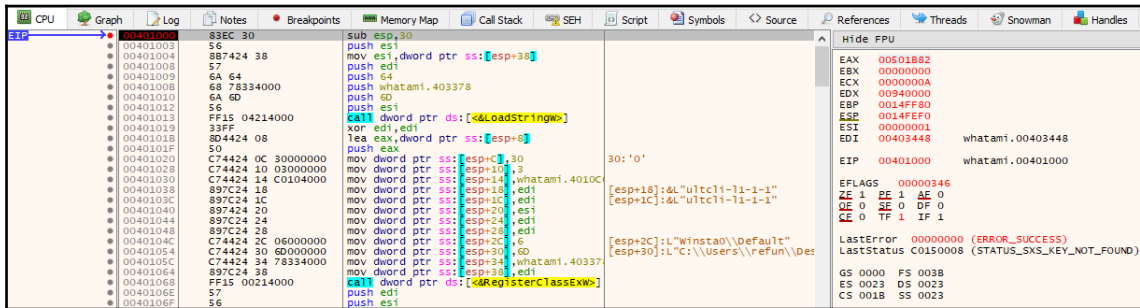 CPU Graph Log Notes Breakpoints Memory Map Call Stack SEH Script Symbols Source References Threads Snowman Handles
EIP
00401000 83EC 30 sub esp,30
00401003 56 push esi
00401004 8B7424 38 mov esi,dword ptr ss:[esp+38]
00401008 57 push edi
00401009 6A 64 push 64
0040100B 68 78334000 push whatami.403378
00401010 6A 6D push 6D
00401012 56 push esi
00401013 FF15 04214000 call dword ptr ds:[<&LoadStringW>]
00401019 33FF xor edi,edi
0040101B 8D4424 08 lea eax,dword ptr ss:[esp+8]
0040101F 50 push eax
00401020 C74424 0C 30000000 mov dword ptr ss:[esp+C],30 30:'0'
00401028 C74424 10 03000000 mov dword ptr ss:[esp+10],3
00401030 C74424 14 C0104000 mov dword ptr ss:[esp+14],whatami.4010C0
00401038 897C24 18 mov dword ptr ss:[esp+18],edi [esp+18]:&L"ultcli-l1-1-1"
0040103C 897C24 1C mov dword ptr ss:[esp+1C],edi [esp+1C]:&L"ultcli-l1-1-1"
00401040 897424 20 mov dword ptr ss:[esp+20],esi
00401044 897C24 24 mov dword ptr ss:[esp+24],edi
00401048 897C24 28 mov dword ptr ss:[esp+28],edi
0040104C C74424 2C 06000000 mov dword ptr ss:[esp+2C],6 [esp+2C]:L"Winsta0\\Default"
00401054 C74424 30 6D000000 mov dword ptr ss:[esp+30],6D [esp+30]:L"C:\\Users\\refun\\Des
0040105C C74424 34 78334000 mov dword ptr ss:[esp+34],whatami.40337
00401064 897C24 38 mov dword ptr ss:[esp+38],edi
00401068 FF15 00214000 call dword ptr ds:[<&RegisterClassExW>]
0040106E 57 push edi
0040106F 56 push esi
Hide FPU
EAX 00501B82
EBX 00000000
ECX 0000000A
EDX 00940000
EBP 0014FF80
ESP 0014FEF0
ESI 00000001
EDI 00403448 whatami.00403448
EIP 00401000 whatami.00401000
EFLAGS 00000346
ZF 1 PF 1 AF 0
OF 0 SF 0 DF 0
CF 0 TF 1 IF 1
LastError 00000000 (ERROR_SUCCESS)
LastStatus C0150008 (STATUS_SXS_KEY_NOT_FOUND)
GS 0000 FS 003B
ES 0023 DS 0023
CS 001B SS 0023